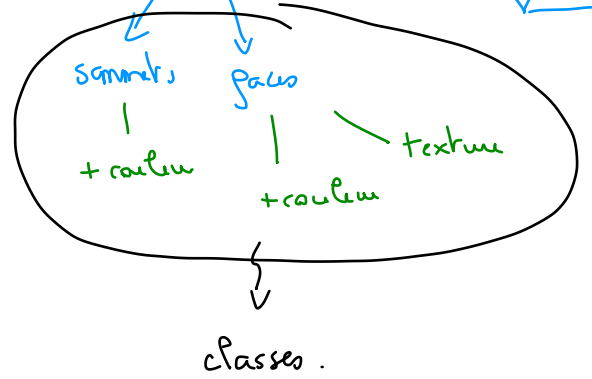 sommets faces
+ couleur + texture
+ couleur
classes.